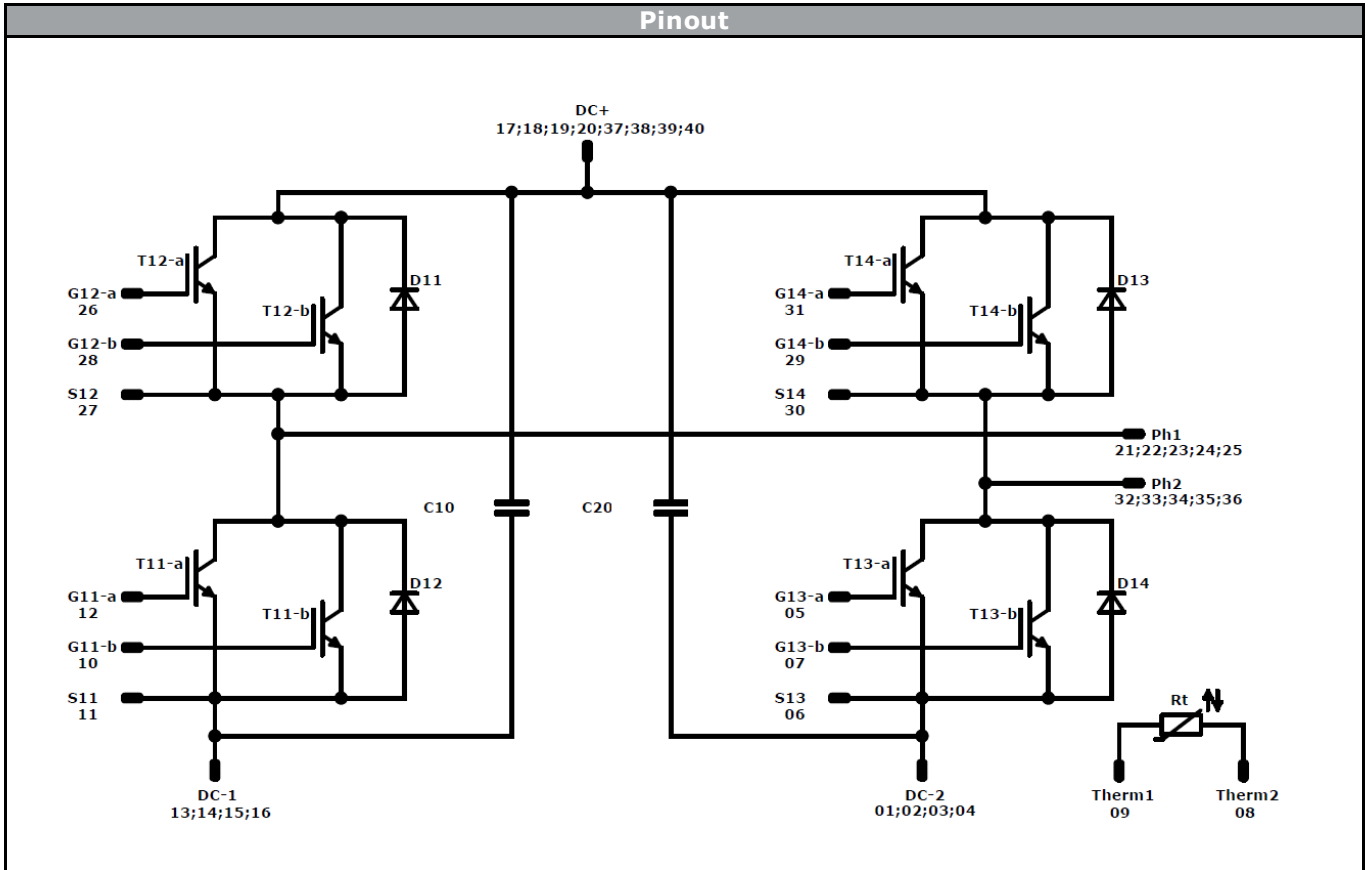 Pinout
DC+
17;18;19;20;37;38;39;40
T12-a
G12-a
26
T12-b
D11
G12-b
28
S12
27
T14-a
G14-a
31
T14-b
D13
G14-b
29
S14
30
Ph1
21;22;23;24;25
Ph2
32;33;34;35;36
C10
C20
T11-a
G11-a
12
T11-b
D12
G11-b
10
S11
11
T13-a
G13-a
05
T13-b
D14
G13-b
07
S13
06
Rt
DC-1
13;14;15;16
DC-2
01;02;03;04
Therm1
09
Therm2
08